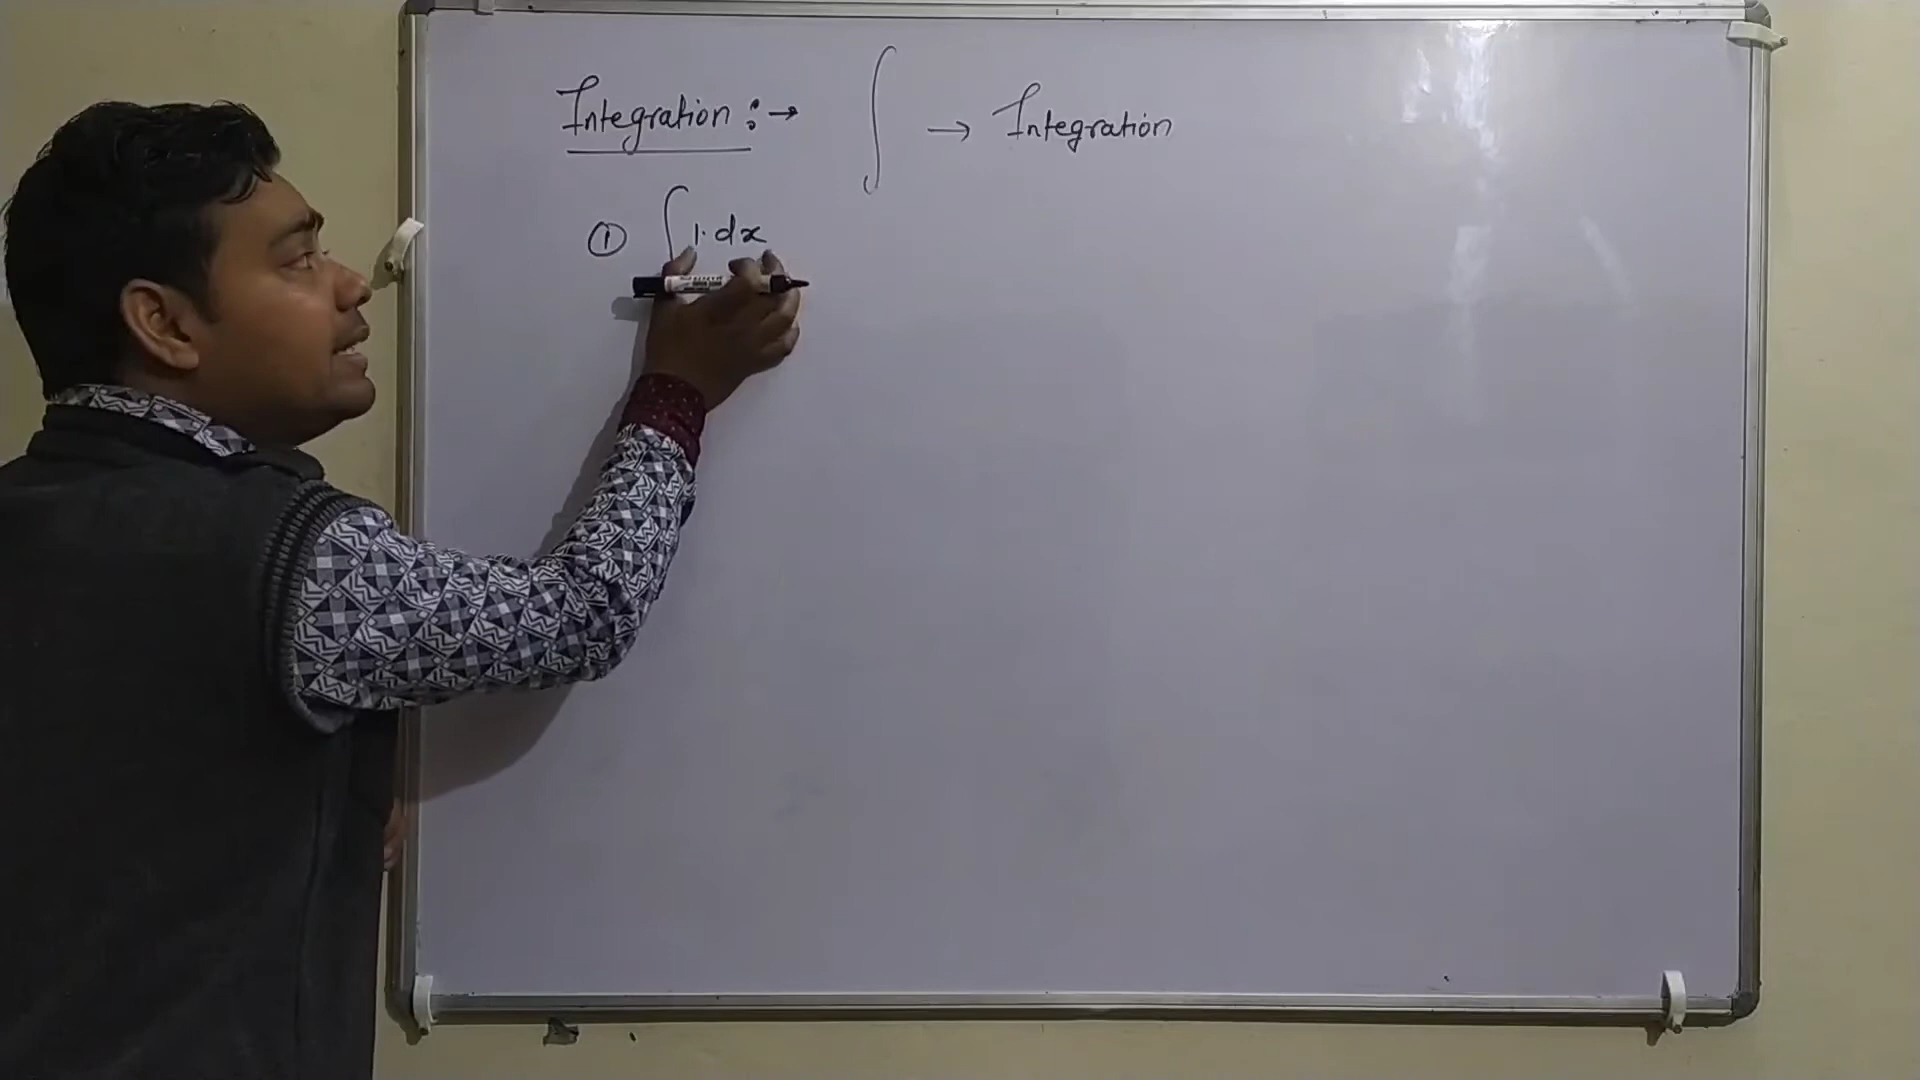 Integration :→ ∫ → Integration
① ∫ 1. dx